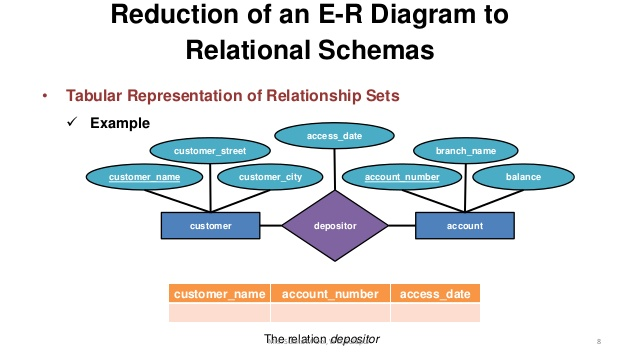 Reduction of an E-R Diagram to
Relational Schemas
• Tabular Representation of Relationship Sets
✓ Example
access_date
customer_street
branch_name
customer_name
customer_city
account_number
balance
customer
depositor
account
customer_name account_number access_date
The relation depositor
8